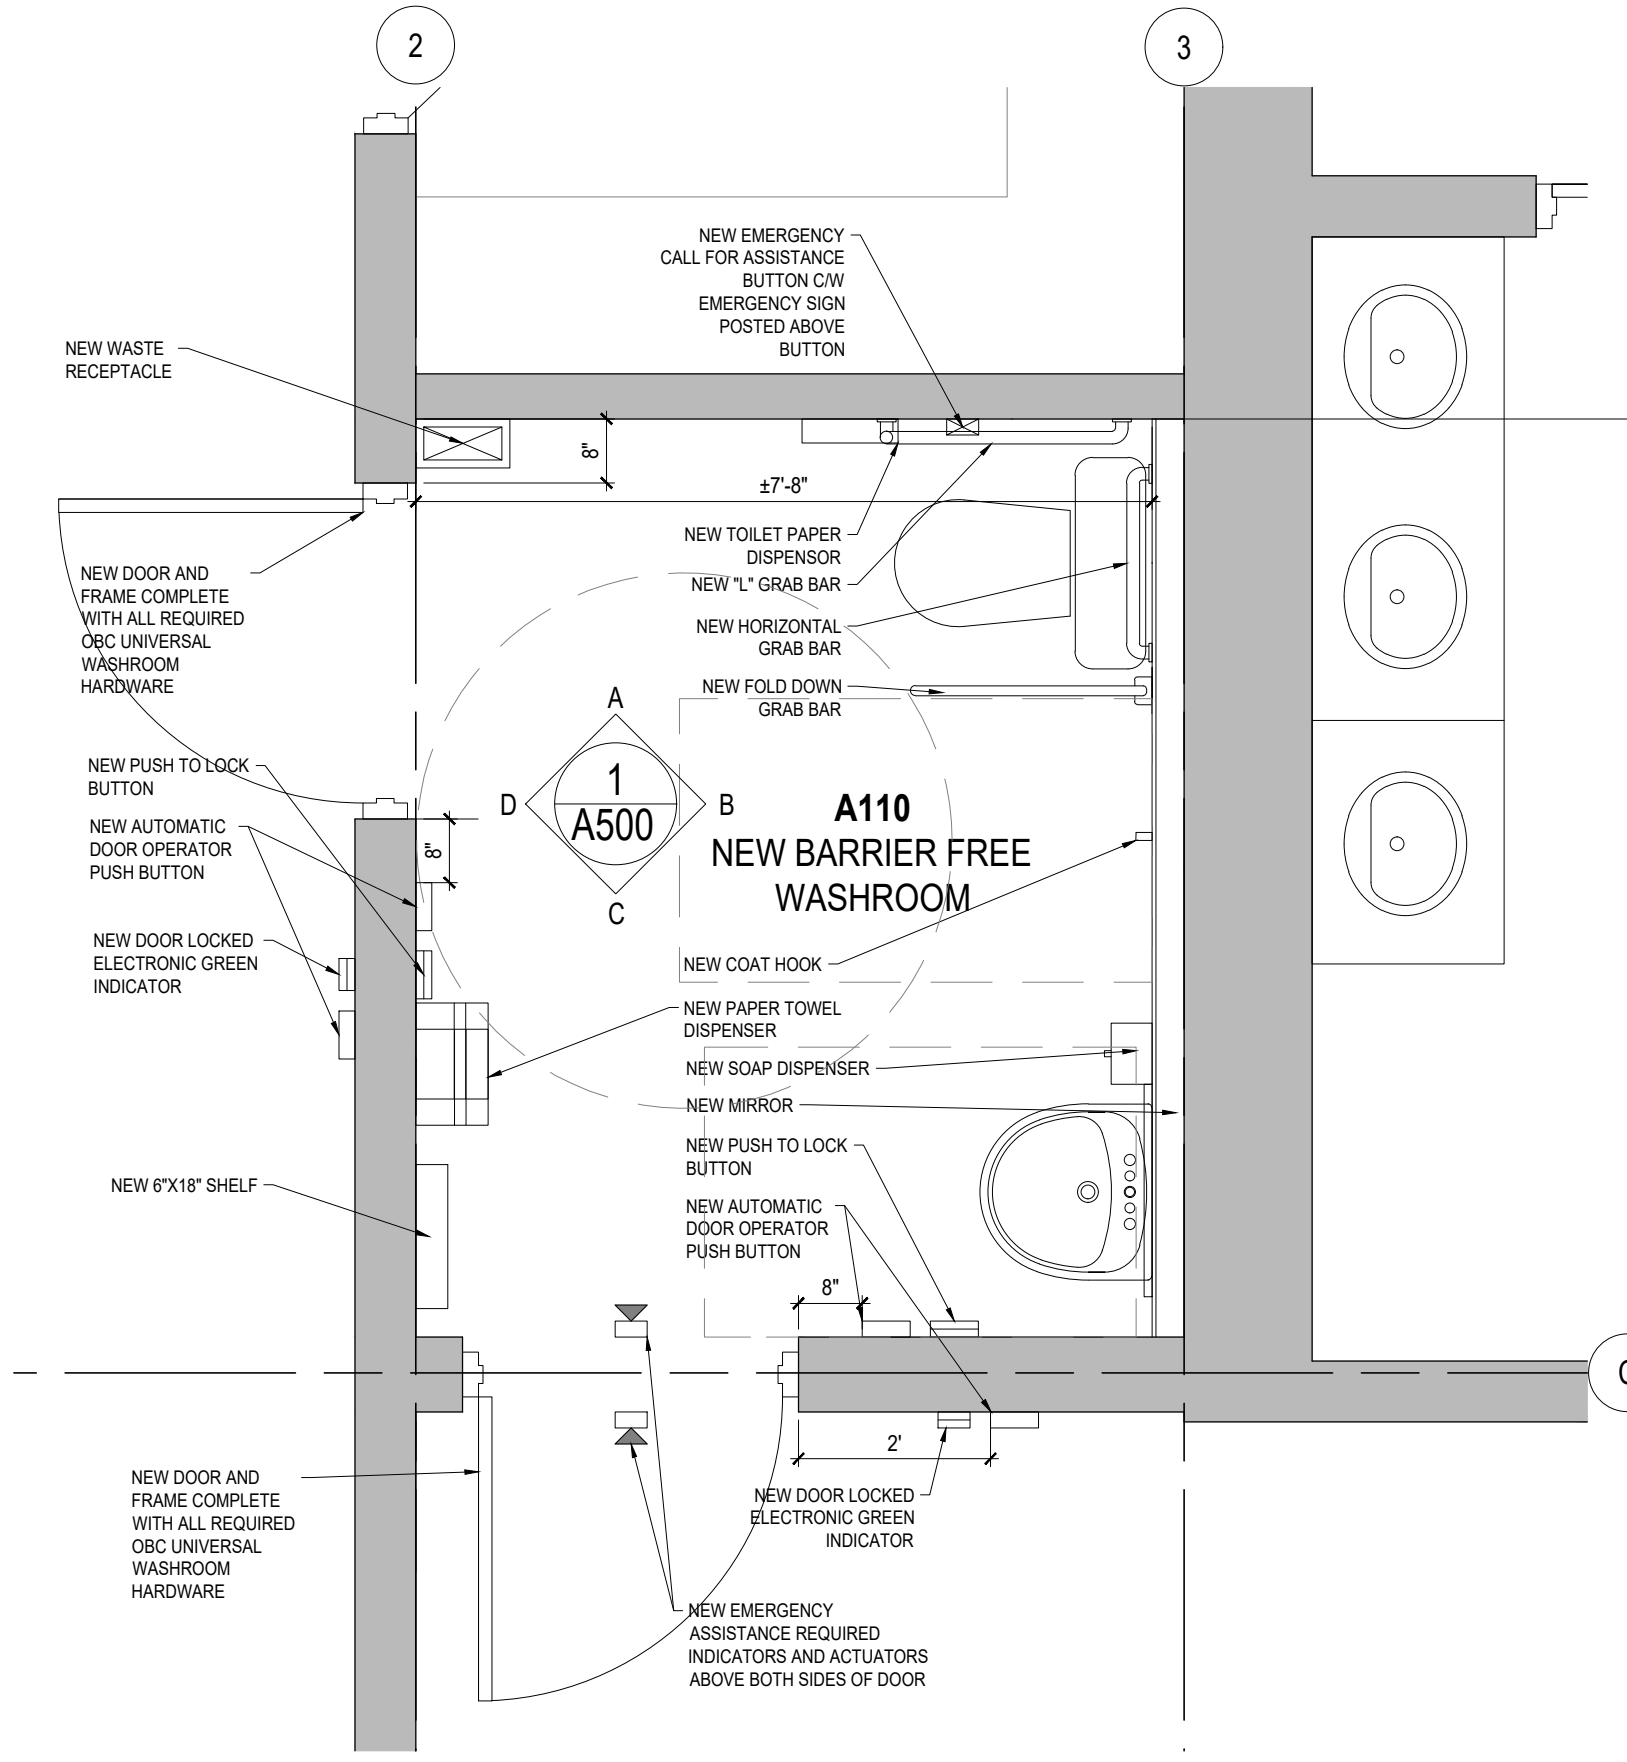 2
3
NEW EMERGENCY
CALL FOR ASSISTANCE
BUTTON C/W
EMERGENCY SIGN
POSTED ABOVE
BUTTON
NEW WASTE
RECEPTACLE
8"
±7'-8"
NEW TOILET PAPER
DISPENSOR
NEW "L" GRAB BAR
NEW DOOR AND
FRAME COMPLETE
WITH ALL REQUIRED
OBC UNIVERSAL
WASHROOM
HARDWARE
NEW HORIZONTAL
GRAB BAR
NEW FOLD DOWN
GRAB BAR
A
1
A500
D
B
C
A110
NEW BARRIER FREE
WASHROOM
NEW PUSH TO LOCK
BUTTON
NEW AUTOMATIC
DOOR OPERATOR
PUSH BUTTON
8"
NEW DOOR LOCKED
ELECTRONIC GREEN
INDICATOR
NEW COAT HOOK
NEW PAPER TOWEL
DISPENSER
NEW SOAP DISPENSER
NEW MIRROR
NEW PUSH TO LOCK
BUTTON
NEW 6"X18" SHELF
NEW AUTOMATIC
DOOR OPERATOR
PUSH BUTTON
8"
2'
NEW DOOR AND
FRAME COMPLETE
WITH ALL REQUIRED
OBC UNIVERSAL
WASHROOM
HARDWARE
NEW DOOR LOCKED
ELECTRONIC GREEN
INDICATOR
NEW EMERGENCY
ASSISTANCE REQUIRED
INDICATORS AND ACTUATORS
ABOVE BOTH SIDES OF DOOR